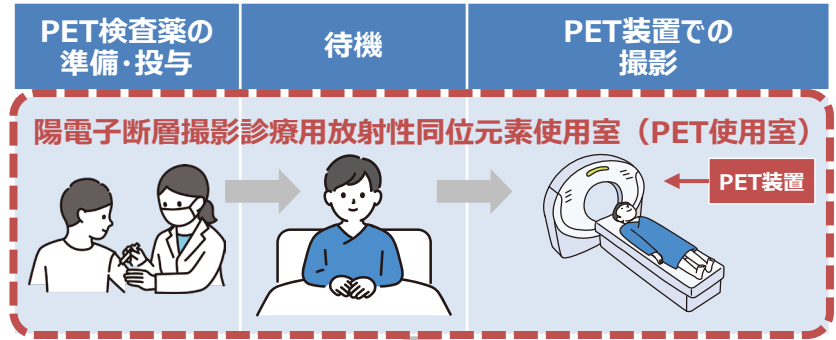 PET検査薬の
準備・投与
待機
PET装置での
撮影
陽電子断層撮影診療用放射性同位元素使用室（PET使用室）
PET装置